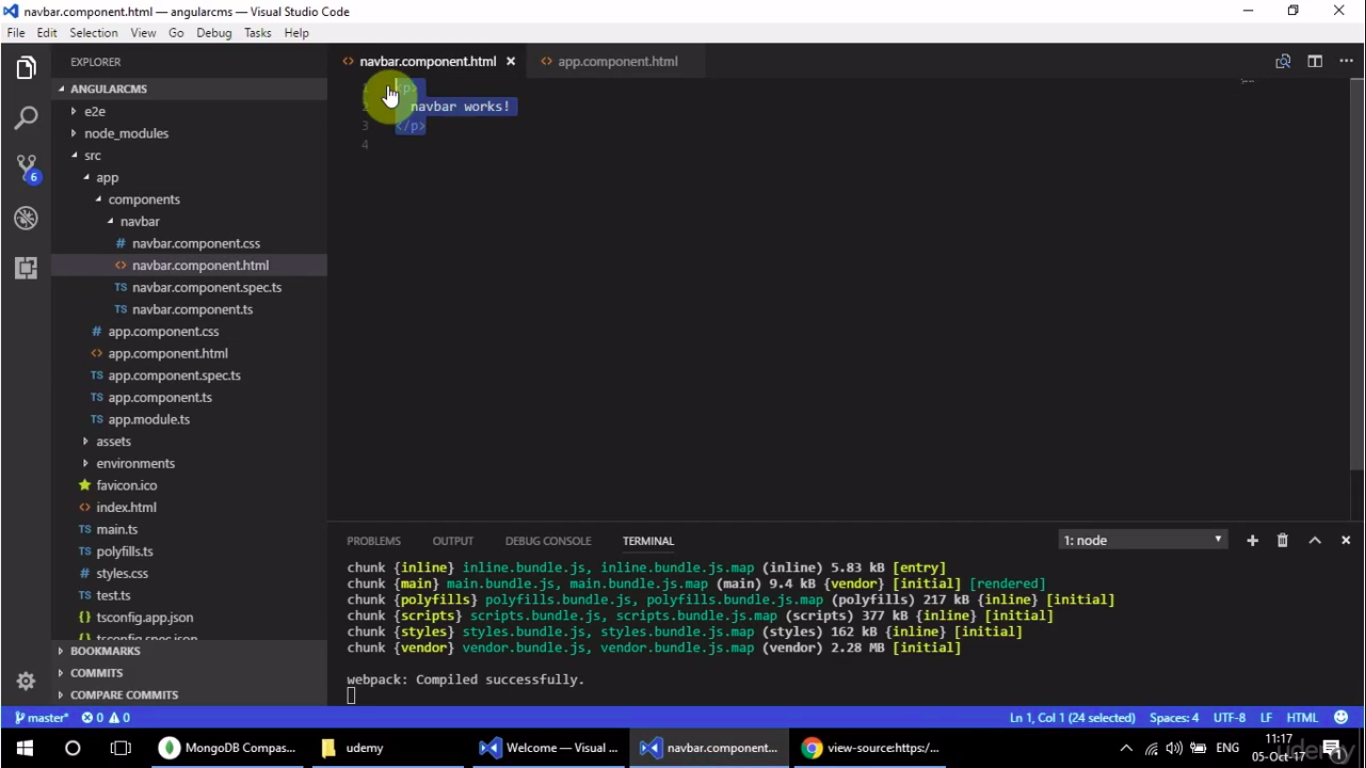 navbar.component.html — angularcms — Visual Studio Code
File Edit Selection View Go Debug Tasks Help
EXPLORER
navbar.component.html
app.component.html
ANGULARCMS
e2e
node_modules
src
app
components
navbar
navbar.component.css
navbar.component.html
navbar.component.spec.ts
navbar.component.ts
app.component.css
app.component.html
app.component.spec.ts
app.component.ts
app.module.ts
assets
environments
favicon.ico
index.html
main.ts
polyfills.ts
styles.css
test.ts
tsconfig.app.json
tsconfig.spec.json
BOOKMARKS
COMMITS
COMPARE COMMITS
6
1 <p>
2 navbar works!
3 </p>
4
PROBLEMS OUTPUT DEBUG CONSOLE TERMINAL 1: node
chunk {inline} inline.bundle.js, inline.bundle.js.map (inline) 5.83 kB [entry]
chunk {main} main.bundle.js, main.bundle.js.map (main) 9.4 kB {vendor} [initial] [rendered]
chunk {polyfills} polyfills.bundle.js, polyfills.bundle.js.map (polyfills) 217 kB {inline} [initial]
chunk {scripts} scripts.bundle.js, scripts.bundle.js.map (scripts) 377 kB {inline} [initial]
chunk {styles} styles.bundle.js, styles.bundle.js.map (styles) 162 kB {inline} [initial]
chunk {vendor} vendor.bundle.js, vendor.bundle.js.map (vendor) 2.28 MB [initial]
webpack: Compiled successfully.
master* 0 0 Ln 1, Col 1 (24 selected) Spaces: 4 UTF-8 LF HTML
MongoDB Compas... udemy Welcome — Visual ... navbar.component... view-source:https:/... ENG
11:17
05-Oct-17
1
udemy